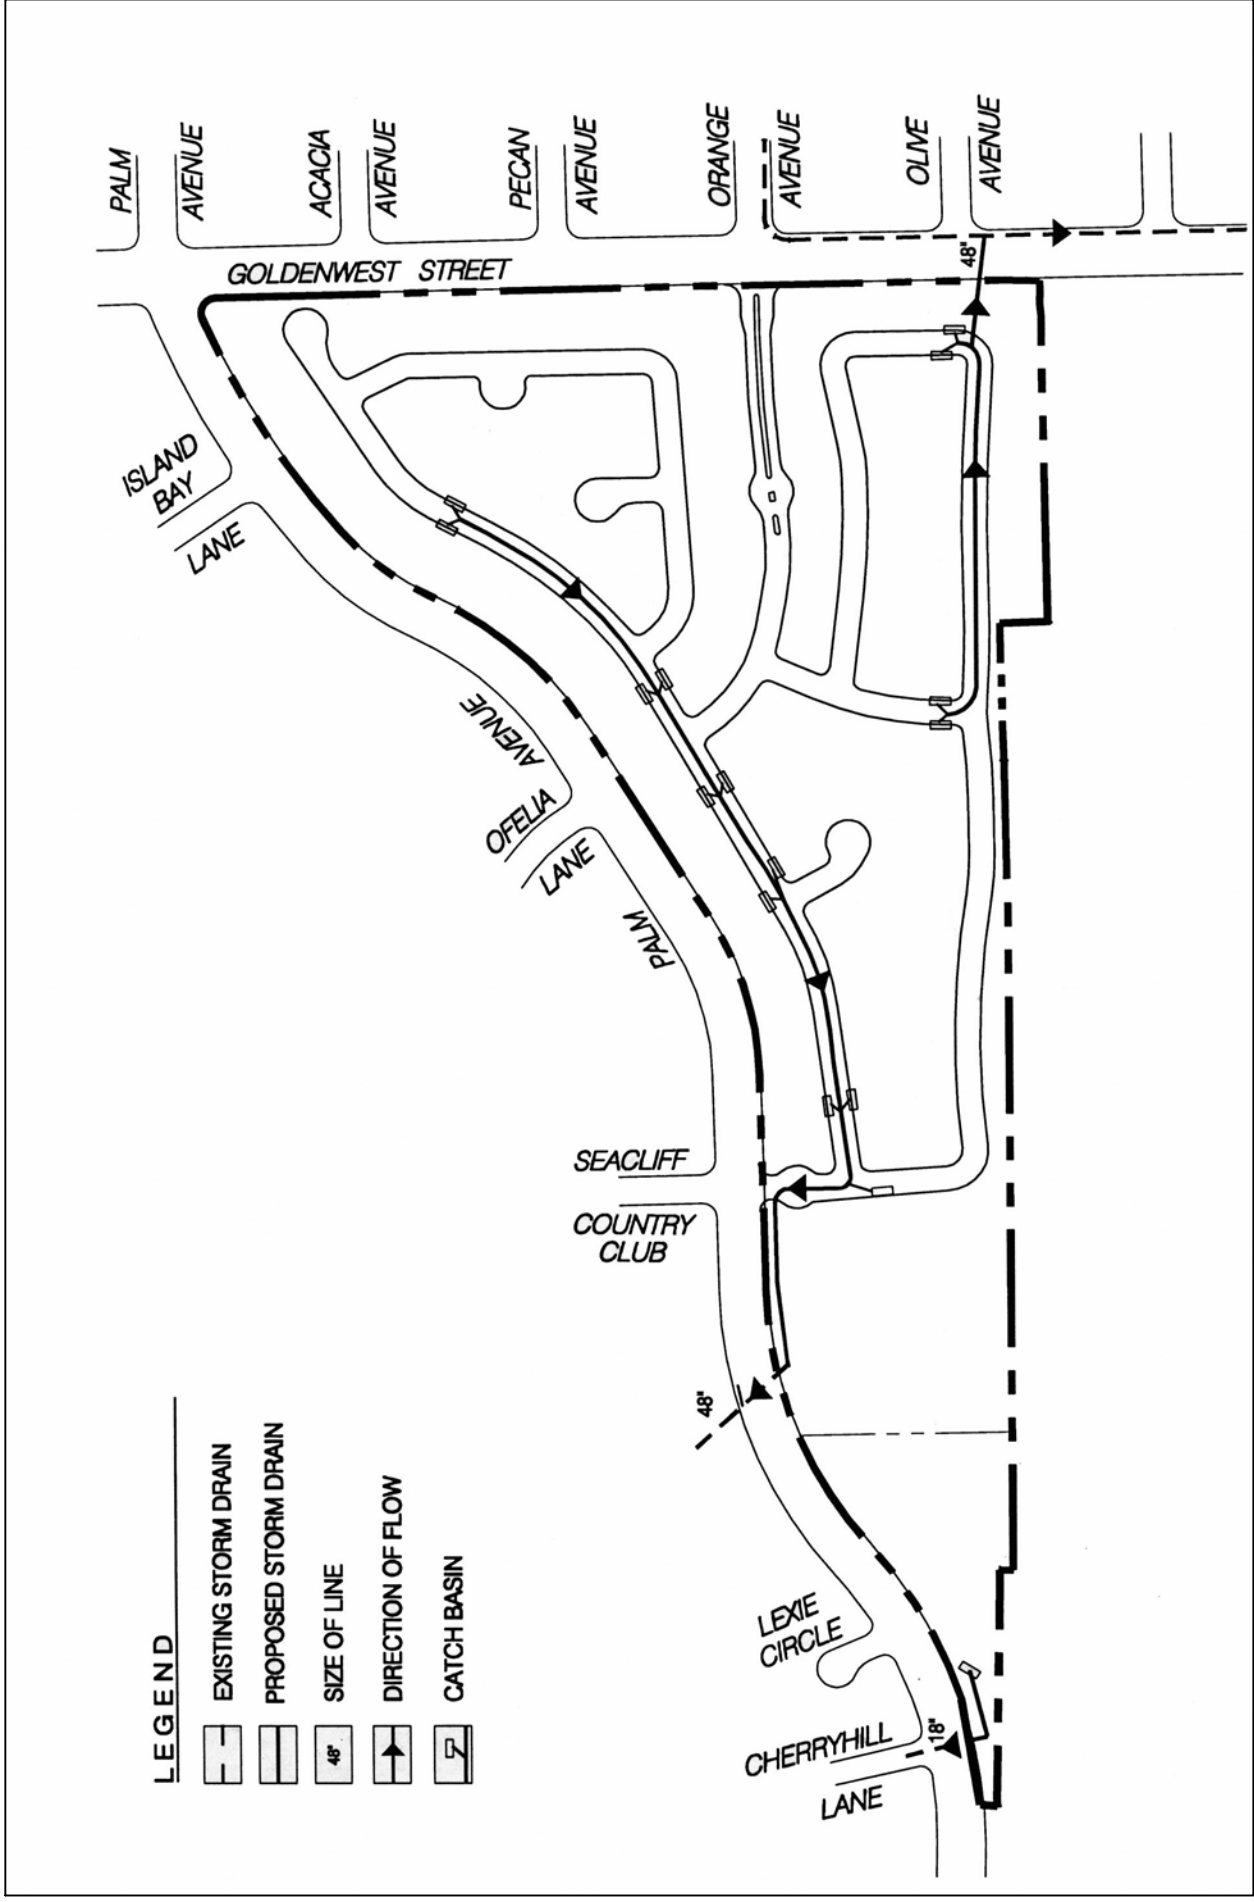 PALM
AVENUE
ACACIA
AVENUE
PECAN
AVENUE
ORANGE
AVENUE
OLIVE
AVENUE
GOLDENWEST STREET
48"
ISLAND
BAY
LANE
AVENUE
OFELIA
LANE
PALM
SEACLIFF
COUNTRY
CLUB
48"
LEXIE
CIRCLE
CHERRYHILL
LANE
18"
LEGEND
EXISTING STORM DRAIN
PROPOSED STORM DRAIN
48"
SIZE OF LINE
DIRECTION OF FLOW
CATCH BASIN